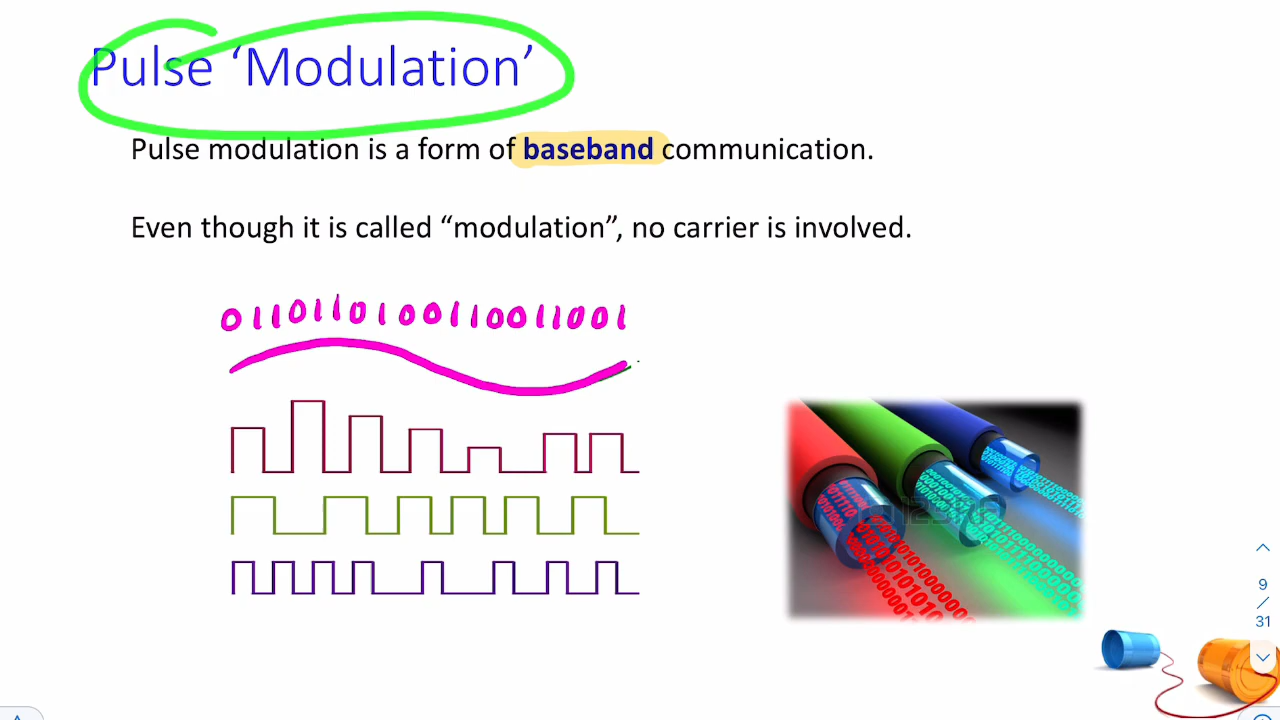 Pulse ‘Modulation’
Pulse modulation is a form of baseband communication.
Even though it is called “modulation”, no carrier is involved.
0110110100110011001
9
/
31